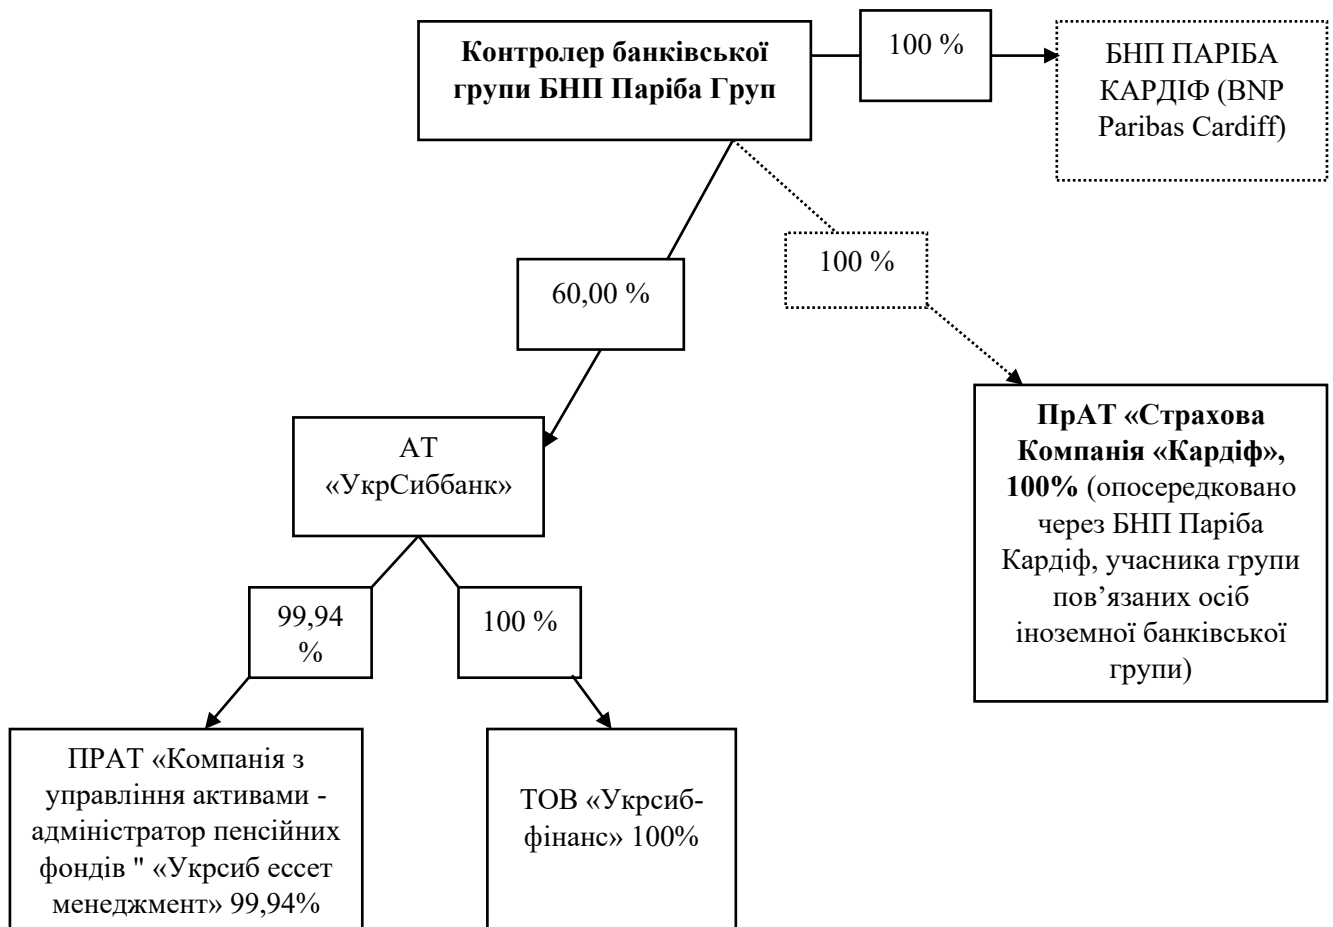 Контролер банківської
групи БНП Паріба Груп
100 %
БНП ПАРІБА
КАРДІФ (BNP
Paribas Cardiff)
100 %
60,00 %
ПрАТ «Страхова
Компанія «Кардіф»,
100% (опосередковано
через БНП Паріба
Кардіф, учасника групи
пов’язаних осіб
іноземної банківської
групи)
АТ
«УкрСиббанк»
99,94
%
100 %
ПРАТ «Компанія з
управління активами -
адміністратор пенсійних
фондів " «Укрсиб ессет
менеджмент» 99,94%
ТОВ «Укрсиб-
фінанс» 100%